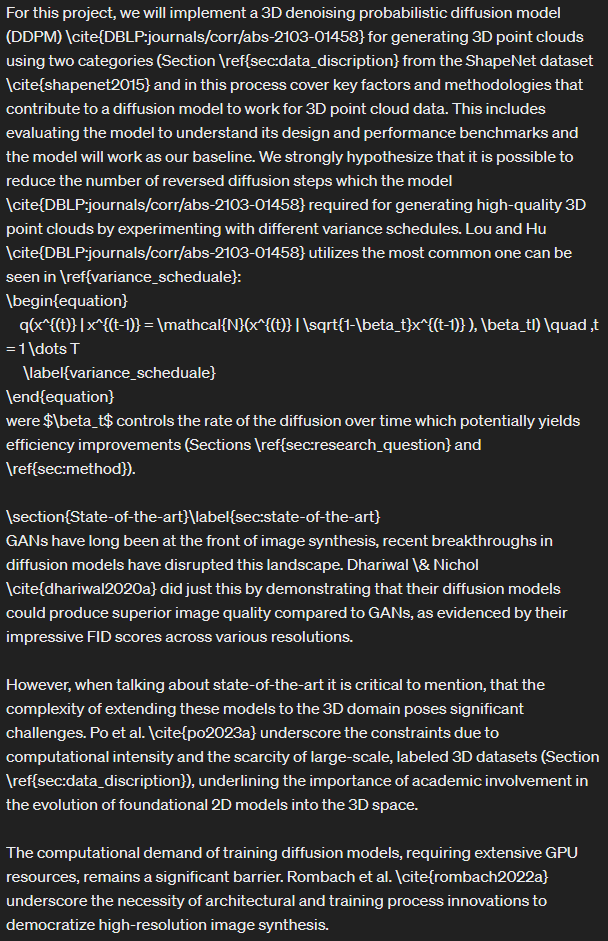 For this project, we will implement a 3D denoising probabilistic diffusion model
(DDPM) \cite{DBLP:journals/corr/abs-2103-01458} for generating 3D point clouds
using two categories (Section \ref{sec:data_discription} from the ShapeNet dataset
\cite{shapenet2015} and in this process cover key factors and methodologies that
contribute to a diffusion model to work for 3D point cloud data. This includes
evaluating the model to understand its design and performance benchmarks and
the model will work as our baseline. We strongly hypothesize that it is possible to
reduce the number of reversed diffusion steps which the model
\cite{DBLP:journals/corr/abs-2103-01458} required for generating high-quality 3D
point clouds by experimenting with different variance schedules. Lou and Hu
\cite{DBLP:journals/corr/abs-2103-01458} utilizes the most common one can be
seen in \ref{variance_scheduale}:
\begin{equation}
q(x^{(t)} | x^{(t-1)} = \mathcal{N}(x^{(t)} | \sqrt{1-\beta_t}x^{(t-1)} ), \beta_tI) \quad ,t
= 1 \dots T
\label{variance_scheduale}
\end{equation}
were $\beta_t$ controls the rate of the diffusion over time which potentially yields
efficiency improvements (Sections \ref{sec:research_question} and
\ref{sec:method}).

\section{State-of-the-art}\label{sec:state-of-the-art}
GANs have long been at the front of image synthesis, recent breakthroughs in
diffusion models have disrupted this landscape. Dhariwal \& Nichol
\cite{dhariwal2020a} did just this by demonstrating that their diffusion models
could produce superior image quality compared to GANs, as evidenced by their
impressive FID scores across various resolutions.

However, when talking about state-of-the-art it is critical to mention, that the
complexity of extending these models to the 3D domain poses significant
challenges. Po et al. \cite{po2023a} underscore the constraints due to
computational intensity and the scarcity of large-scale, labeled 3D datasets (Section
\ref{sec:data_discription}), underlining the importance of academic involvement in
the evolution of foundational 2D models into the 3D space.

The computational demand of training diffusion models, requiring extensive GPU
resources, remains a significant barrier. Rombach et al. \cite{rombach2022a}
underscore the necessity of architectural and training process innovations to
democratize high-resolution image synthesis.